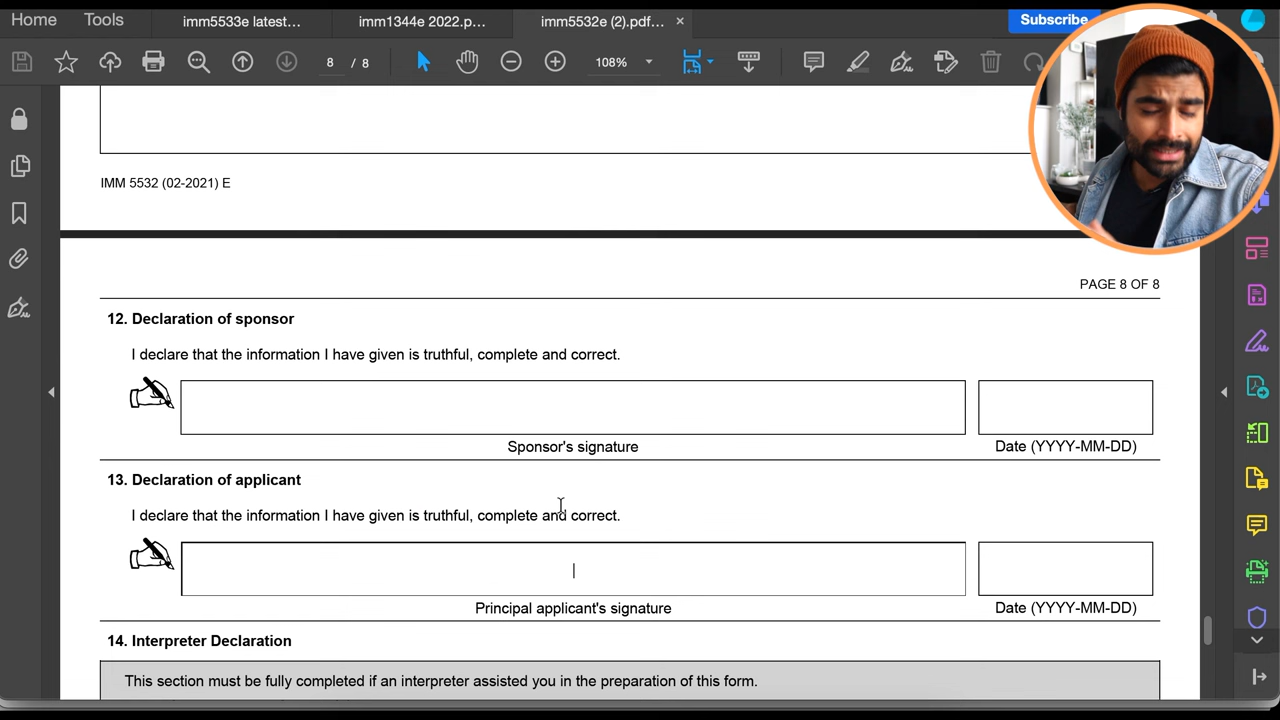 Home Tools imm5533e latest... imm1344e 2022.p... imm5532e (2).pdf... × Subscribe
8 / 8 108%
IMM 5532 (02-2021) E
PAGE 8 OF 8
12. Declaration of sponsor
I declare that the information I have given is truthful, complete and correct.
Sponsor's signature Date (YYYY-MM-DD)
13. Declaration of applicant
I declare that the information I have given is truthful, complete and correct.
Principal applicant's signature Date (YYYY-MM-DD)
14. Interpreter Declaration
This section must be fully completed if an interpreter assisted you in the preparation of this form.